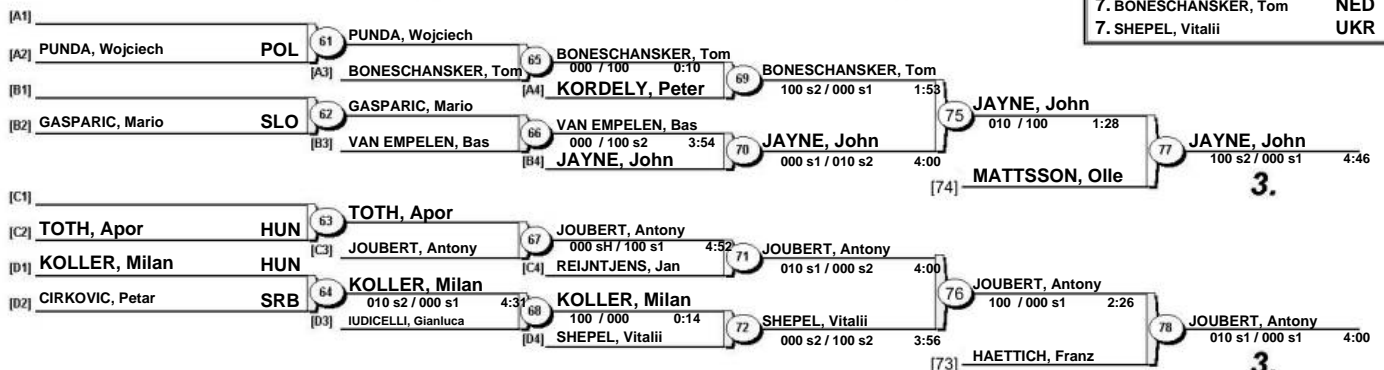 7. BONESCHANSKER, Tom NED
7. SHEPEL, Vitalii UKR
[A1]
[A2] PUNDA, Wojciech POL
61
PUNDA, Wojciech
[A3] BONESCHANSKER, Tom
65
BONESCHANSKER, Tom
000 / 100 0:10
[A4] KORDELY, Peter
69
BONESCHANSKER, Tom
100 s2 / 000 s1 1:53
[B1]
[B2] GASPARIC, Mario SLO
62
GASPARIC, Mario
[B3] VAN EMPELEN, Bas
66
VAN EMPELEN, Bas
000 / 100 s2 3:54
[B4] JAYNE, John
70
JAYNE, John
000 s1 / 010 s2 4:00
75
JAYNE, John
010 / 100 1:28
[74] MATTSSON, Olle
77
JAYNE, John
100 s2 / 000 s1 4:46
3.
[C1]
[C2] TOTH, Apor HUN
63
TOTH, Apor
[C3] JOUBERT, Antony
67
JOUBERT, Antony
000 sH / 100 s1 4:52
[C4] REIJNTJENS, Jan
71
JOUBERT, Antony
010 s1 / 000 s2 4:00
[D1] KOLLER, Milan HUN
[D2] CIRKOVIC, Petar SRB
64
KOLLER, Milan
010 s2 / 000 s1 4:31
[D3] IUDICELLI, Gianluca
68
KOLLER, Milan
100 / 000 0:14
[D4] SHEPEL, Vitalii
72
SHEPEL, Vitalii
000 s2 / 100 s2 3:56
76
JOUBERT, Antony
100 / 000 s1 2:26
[73] HAETTICH, Franz
78
JOUBERT, Antony
010 s1 / 000 s1 4:00
3.